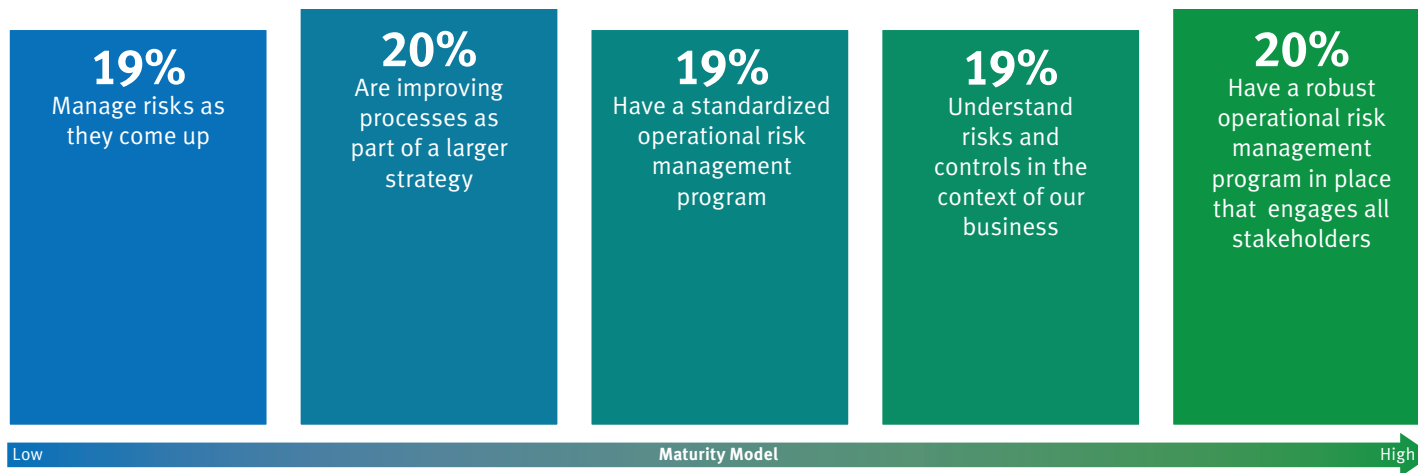 19%
Manage risks as
they come up
20%
Are improving
processes as
part of a larger
strategy
19%
Have a standardized
operational risk
management
program
19%
Understand
risks and
controls in the
context of our
business
20%
Have a robust
operational risk
management
program in place
that engages all
stakeholders
Low
Maturity Model
High